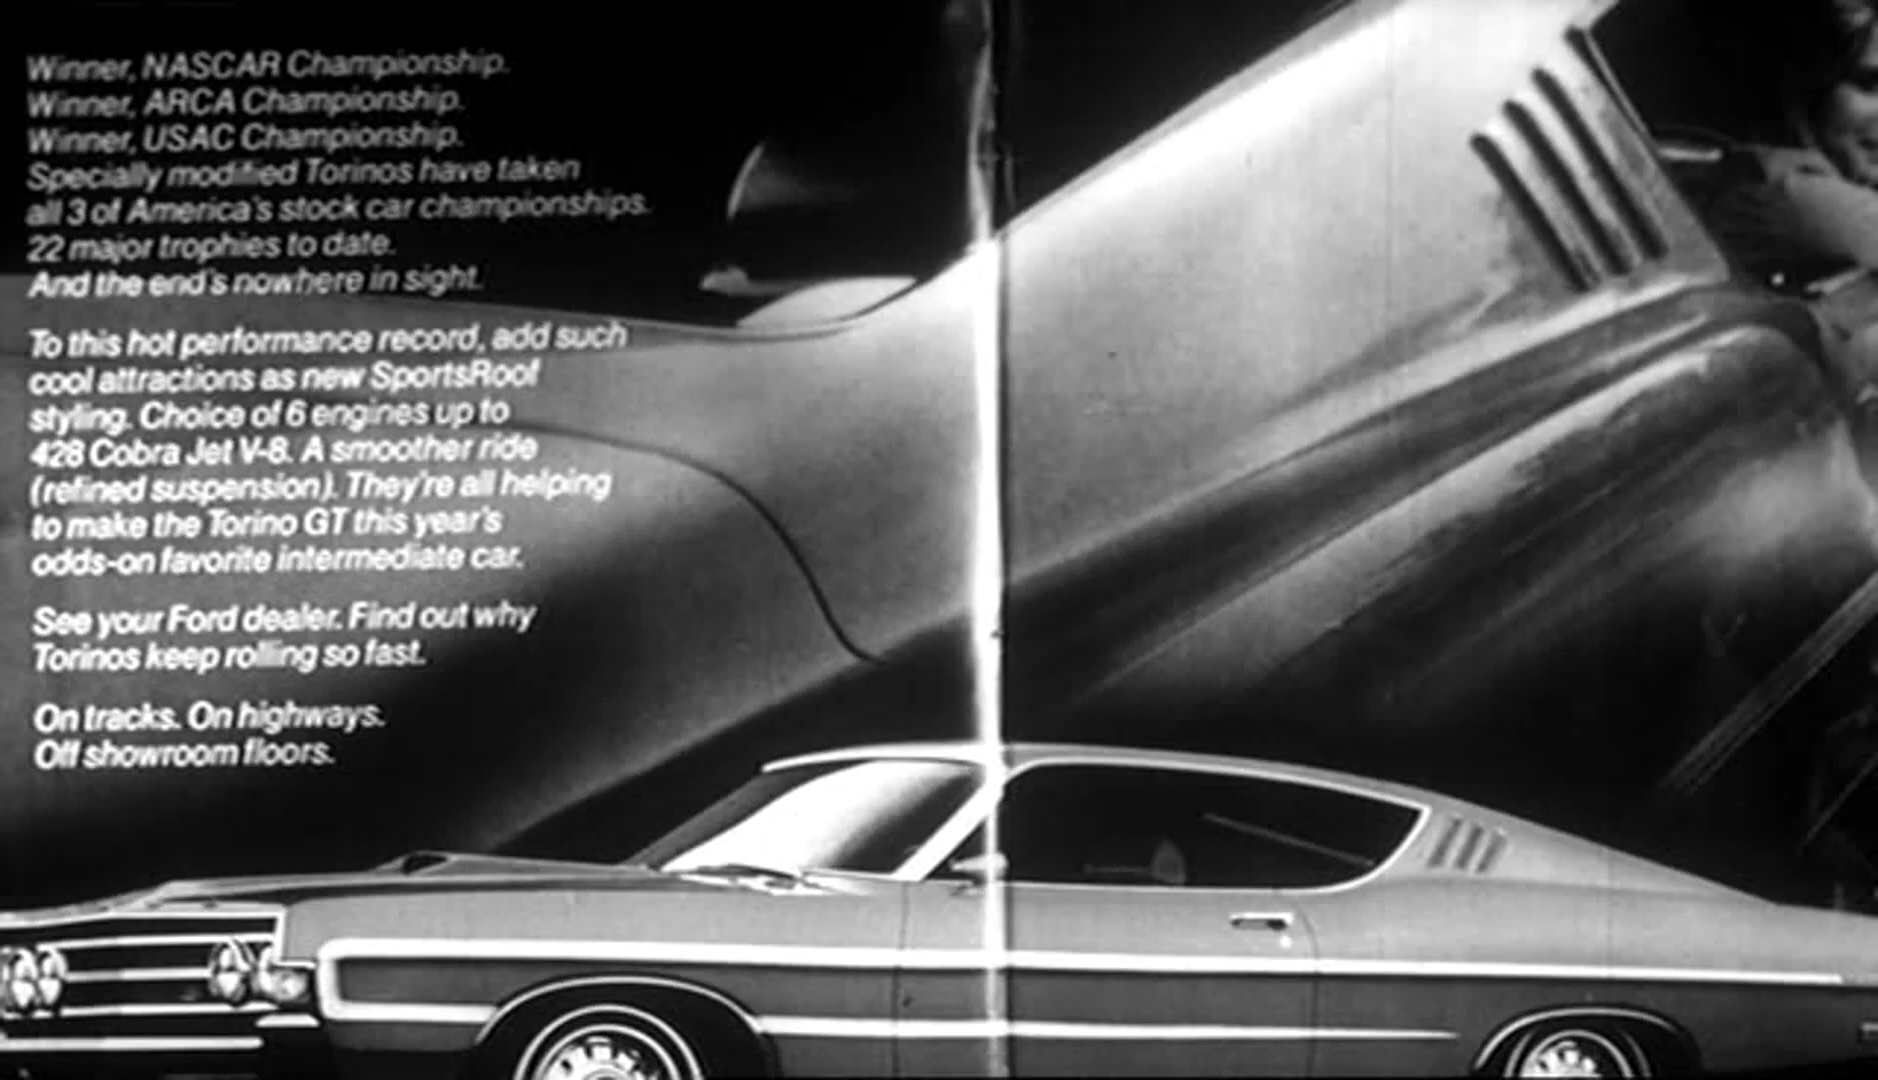 Winner, NASCAR Championship.
Winner, ARCA Championship.
Winner, USAC Championship.
Specially modified Torinos have taken
all 3 of America's stock car championships.
22 major trophies to date.
And the end's nowhere in sight.
To this hot performance record, add such
cool attractions as new SportsRoof
styling. Choice of 6 engines up to
428 Cobra Jet V-8. A smoother ride
(refined suspension). They're all helping
to make the Torino GT this year's
odds-on favorite intermediate car.
See your Ford dealer. Find out why
Torinos keep rolling so fast.
On tracks. On highways.
Off showroom floors.